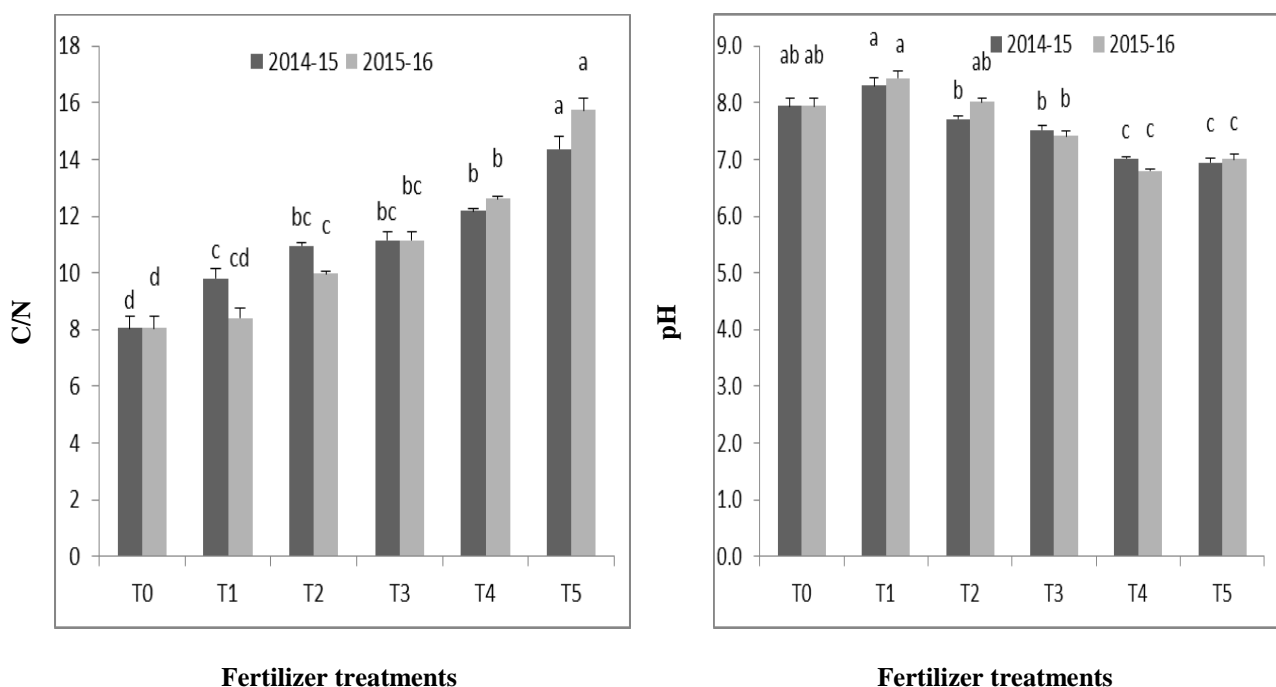 18
16
14
12
10
8
6
4
2
0
C/N
2014-15 2015-16
d d c cd bc c bc bc b b a a
T0 T1 T2 T3 T4 T5
Fertilizer treatments
9.0
8.0
7.0
6.0
5.0
4.0
3.0
2.0
1.0
0.0
pH
2014-15 2015-16
ab ab a a b ab b b c c c c
T0 T1 T2 T3 T4 T5
Fertilizer treatments